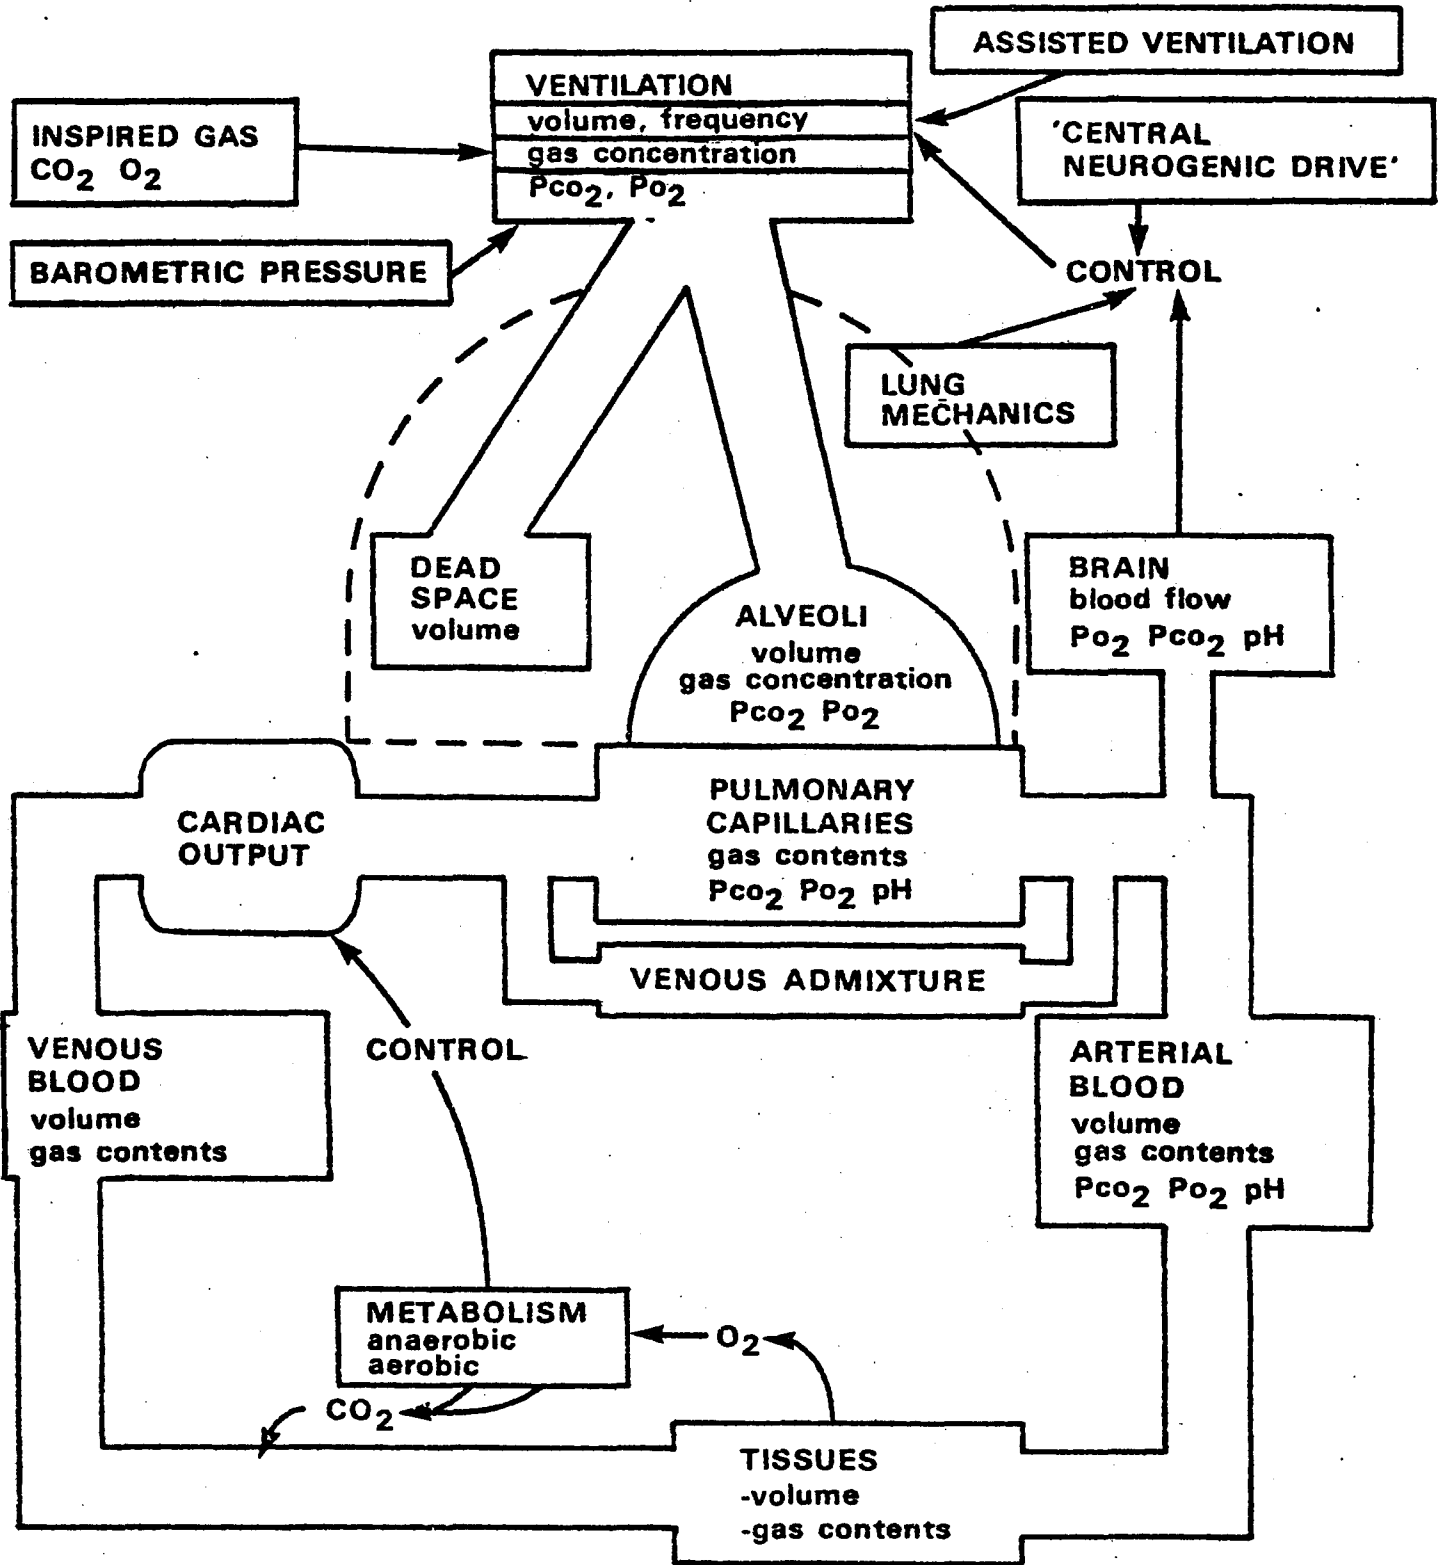 ASSISTED VENTILATION
VENTILATION
volume, frequency
gas concentration
Pco2, Po2
INSPIRED GAS
CO2 O2
'CENTRAL
NEUROGENIC DRIVE'
BAROMETRIC PRESSURE
CONTROL
LUNG
MECHANICS
DEAD
SPACE
volume
ALVEOLI
volume
gas concentration
Pco2 Po2
BRAIN
blood flow
Po2 Pco2 pH
CARDIAC
OUTPUT
PULMONARY
CAPILLARIES
gas contents
Pco2 Po2 pH
VENOUS ADMIXTURE
VENOUS
BLOOD
volume
gas contents
CONTROL
ARTERIAL
BLOOD
volume
gas contents
Pco2 Po2 pH
METABOLISM
anaerobic
aerobic
O2
CO2
TISSUES
-volume
-gas contents